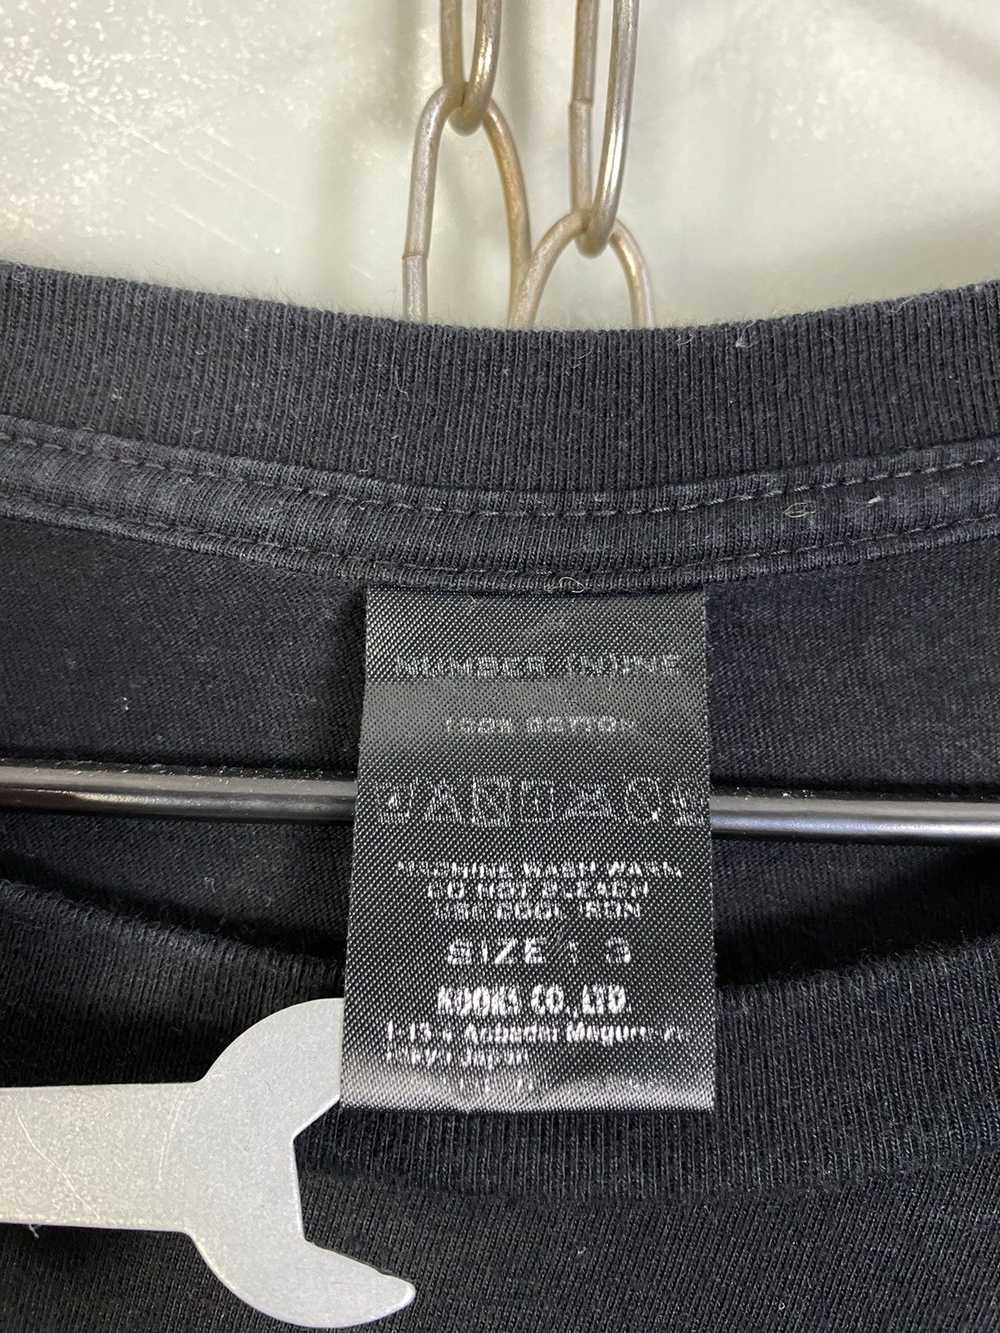 NUMBER (N)INE
100% COTTON
MACHINE WASH WARM
DO NOT BLEACH
USE COOL IRON
SIZE : 3
KOOKS CO.,LTD
Tokyo Japan